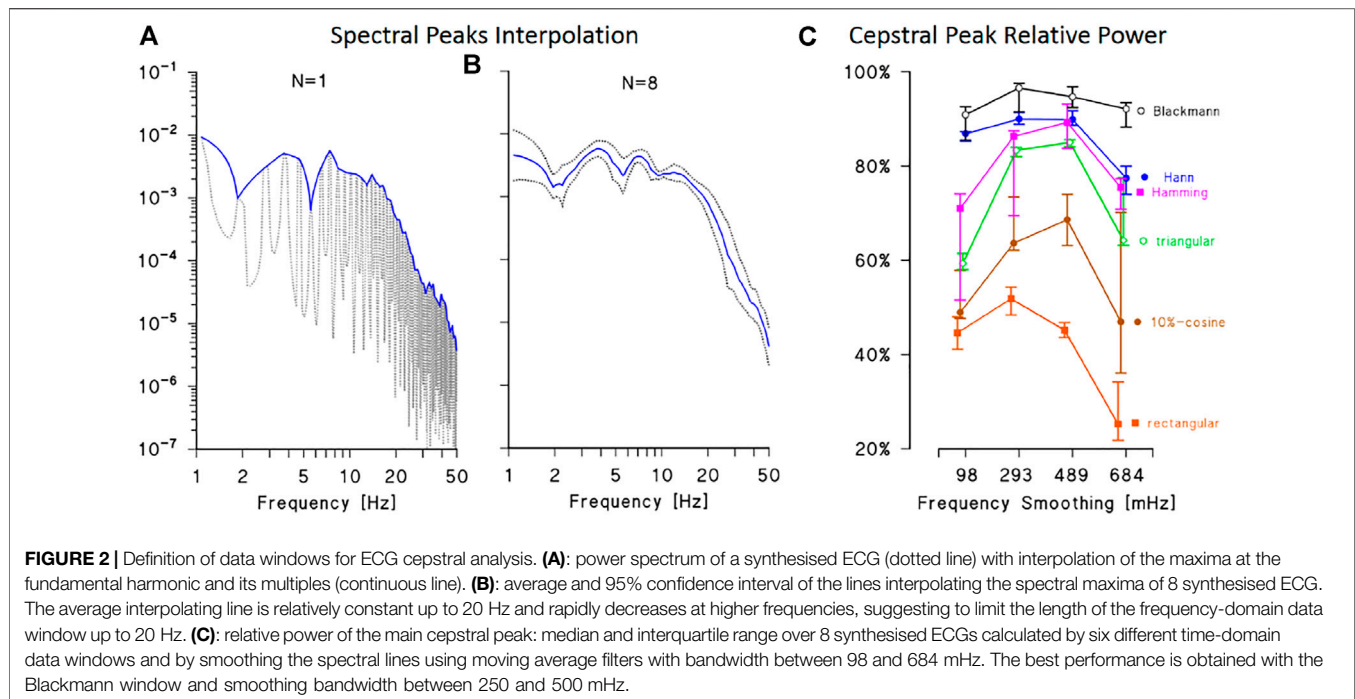 A
Spectral Peaks Interpolation
N=1
10⁻¹
10⁻²
10⁻³
10⁻⁴
10⁻⁵
10⁻⁶
10⁻⁷
1 2 5 10 20 50
Frequency [Hz]
B
N=8
1 2 5 10 20 50
Frequency [Hz]
C
Cepstral Peak Relative Power
100%
80%
60%
40%
20%
Blackmann
Hann
Hamming
triangular
10%-cosine
rectangular
98 293 489 684
Frequency Smoothing [mHz]
FIGURE 2 | Definition of data windows for ECG cepstral analysis. (A): power spectrum of a synthesised ECG (dotted line) with interpolation of the maxima at the
fundamental harmonic and its multiples (continuous line). (B): average and 95% confidence interval of the lines interpolating the spectral maxima of 8 synthesised ECG.
The average interpolating line is relatively constant up to 20 Hz and rapidly decreases at higher frequencies, suggesting to limit the length of the frequency-domain data
window up to 20 Hz. (C): relative power of the main cepstral peak: median and interquartile range over 8 synthesised ECGs calculated by six different time-domain
data windows and by smoothing the spectral lines using moving average filters with bandwidth between 98 and 684 mHz. The best performance is obtained with the
Blackmann window and smoothing bandwidth between 250 and 500 mHz.